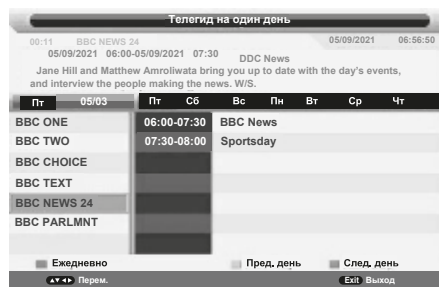 Телегид на один день
00:11 BBC NEWS 24 05/09/2021 06:56:50
05/09/2021 06:00-05/09/2021 07:30 DDC News
Jane Hill and Matthew Amroliwata bring you up to date with the day's events,
and interview the people making the news. W/S.
Пт 05/03 Пт Сб Вс Пн Вт Ср Чт
BBC ONE 06:00-07:30 BBC News
BBC TWO 07:30-08:00 Sportsday
BBC CHOICE
BBC TEXT
BBC NEWS 24
BBC PARLMNT
Ежедневно Пред. день След. день
Перем. Exit Выход